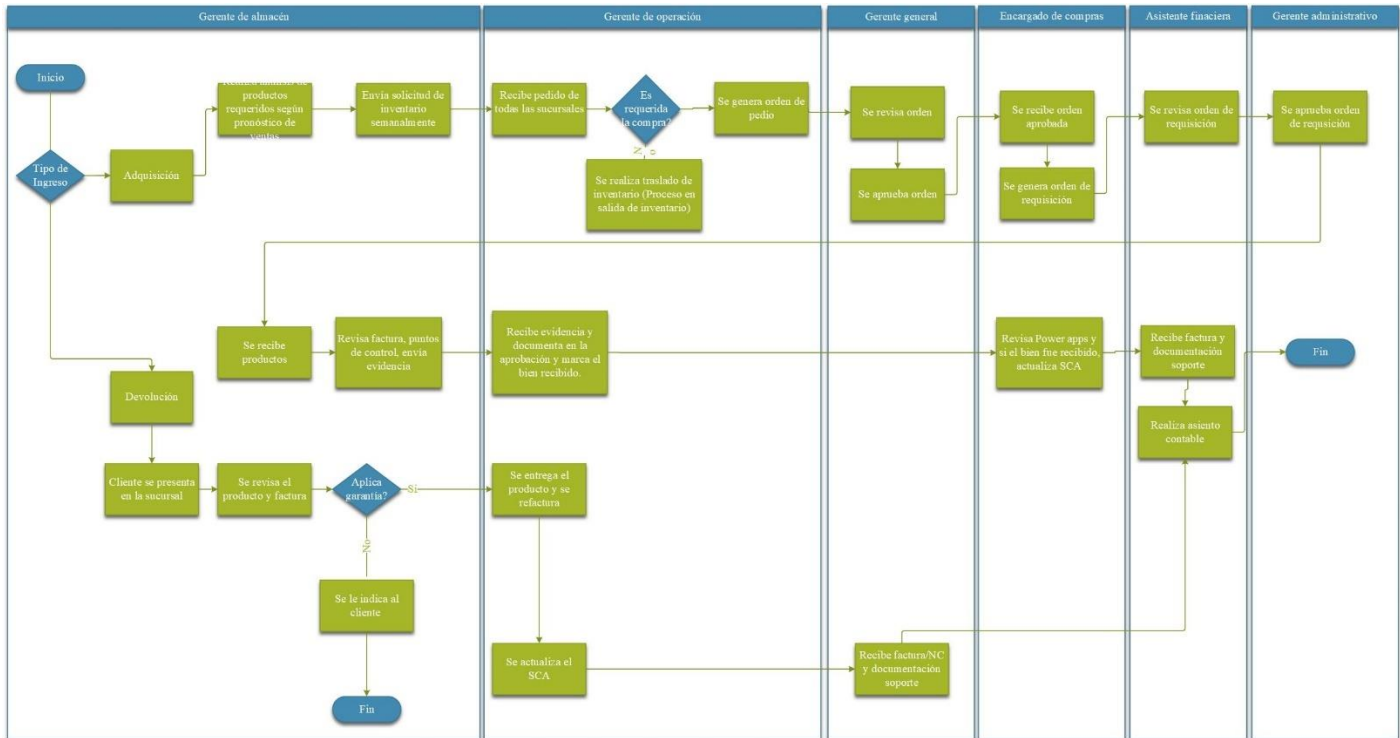 Gerente de almacén
Gerente de operación
Gerente general
Encargado de compras
Asistente finaciera
Gerente administrativo
Inicio
productos
requeridos según
pronóstico de
ventas
Envía solicitud de
inventario
semanalmente
Recibe pedido de
todas las sucursales
Es
requerida
la compra?
Se genera orden de
pedio
Se revisa orden
Se recibe orden
aprobada
Se revisa orden de
requisición
Se aprueba orden
de requsición
Tipo de
Ingreso
Adquisición
No
Se realiza traslado de
inventario (Proceso en
salida de inventario)
Se aprueba orden
Se genera orden de
requisición
Se recibe
productos
Revisa factura, puntos
de control, envía
evidencia
Recibe evidencia y
documenta en la
aprobación y marca el
bien recibido.
Revisa Power apps y
si el bien fue recibido,
actualiza SCA
Recibe factura y
documentación
soporte
Fin
Devolución
Realiza asiento
contable
Cliente se presenta
en la sucursal
Se revisa el
producto y factura
Aplica
garantía?
Sí
Se entrega el
producto y se
refactura
No
Se le indica al
cliente
Se actualiza el
SCA
Recibe factura/NC
y documentación
soporte
Fin